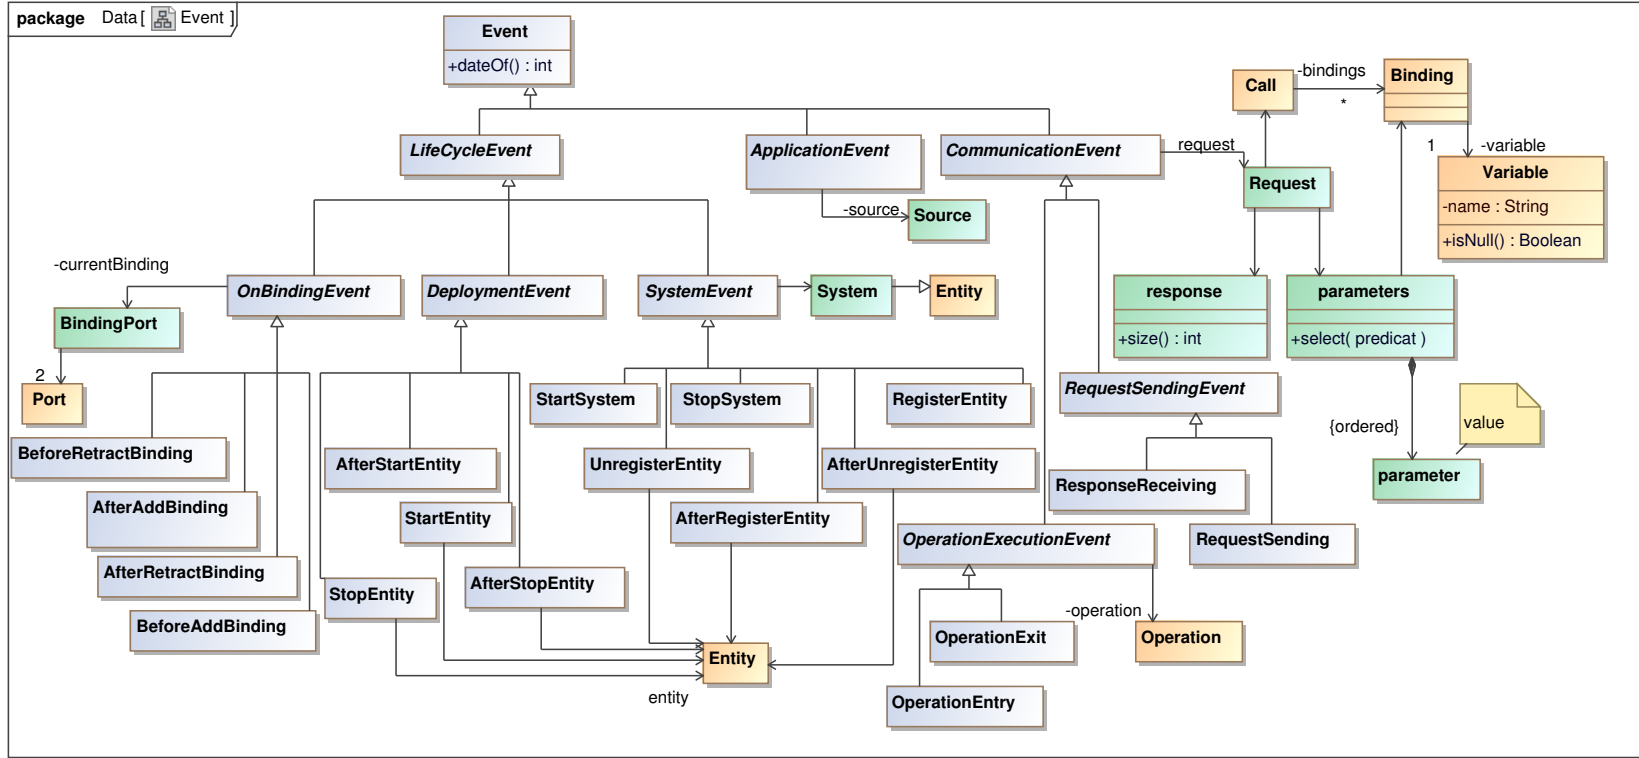 package Data [ Event ]
Event
+dateOf() : int
LifeCycleEvent
ApplicationEvent
CommunicationEvent
request
Call
-bindings
*
Binding
1
-variable
Variable
-name : String
+isNull() : Boolean
Request
-source
Source
-currentBinding
BindingPort
2
Port
OnBindingEvent
DeploymentEvent
SystemEvent
System
Entity
response
+size() : int
parameters
+select( predicat )
{ordered}
value
parameter
BeforeRetractBinding
AfterAddBinding
AfterRetractBinding
BeforeAddBinding
AfterStartEntity
StartEntity
StopEntity
AfterStopEntity
StartSystem
StopSystem
RegisterEntity
UnregisterEntity
AfterUnregisterEntity
AfterRegisterEntity
Entity
entity
RequestSendingEvent
ResponseReceiving
RequestSending
OperationExecutionEvent
OperationExit
OperationEntry
-operation
Operation